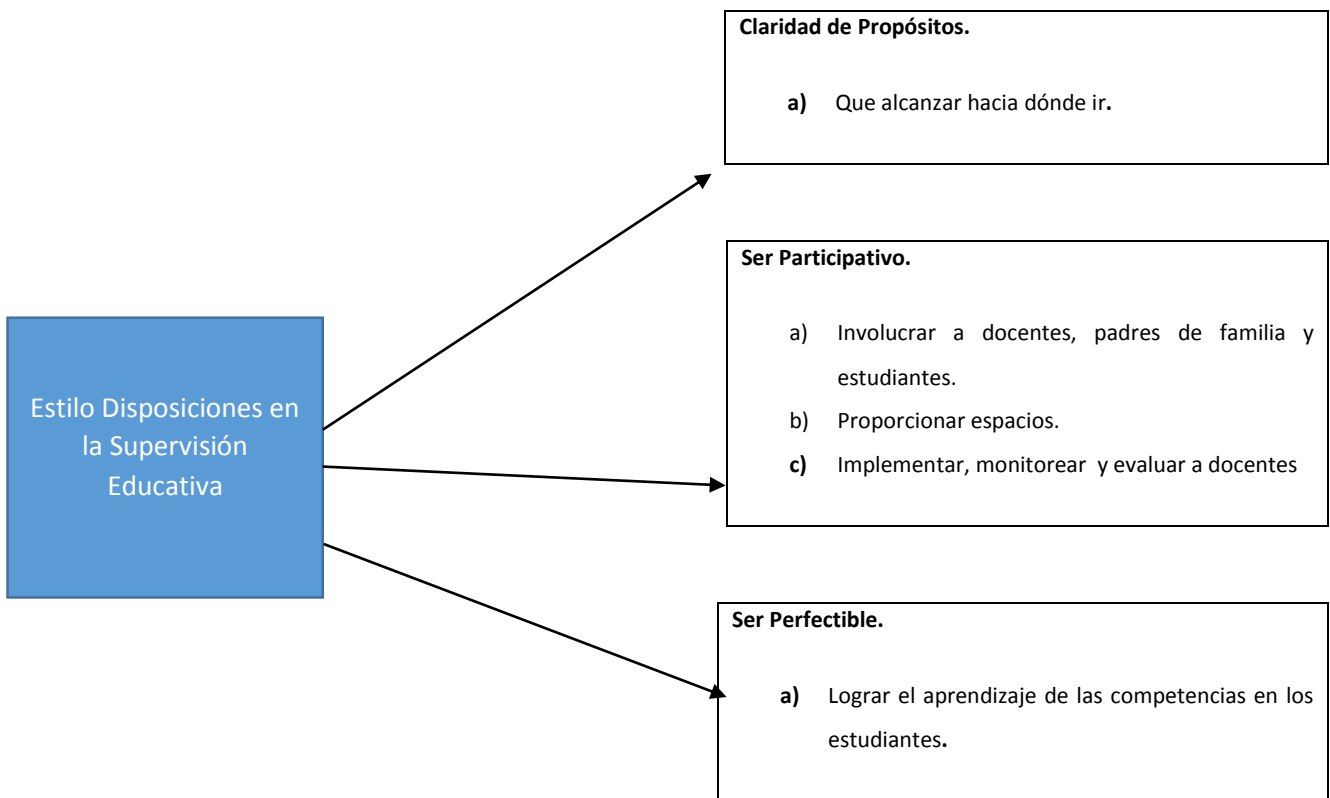 Claridad de Propósitos.
a) Que alcanzar hacia dónde ir.
Ser Participativo.
a) Involucrar a docentes, padres de familia y
estudiantes.
b) Proporcionar espacios.
c) Implementar, monitorear y evaluar a docentes
Estilo Disposiciones en
la Supervisión
Educativa
Ser Perfectible.
a) Lograr el aprendizaje de las competencias en los
estudiantes.